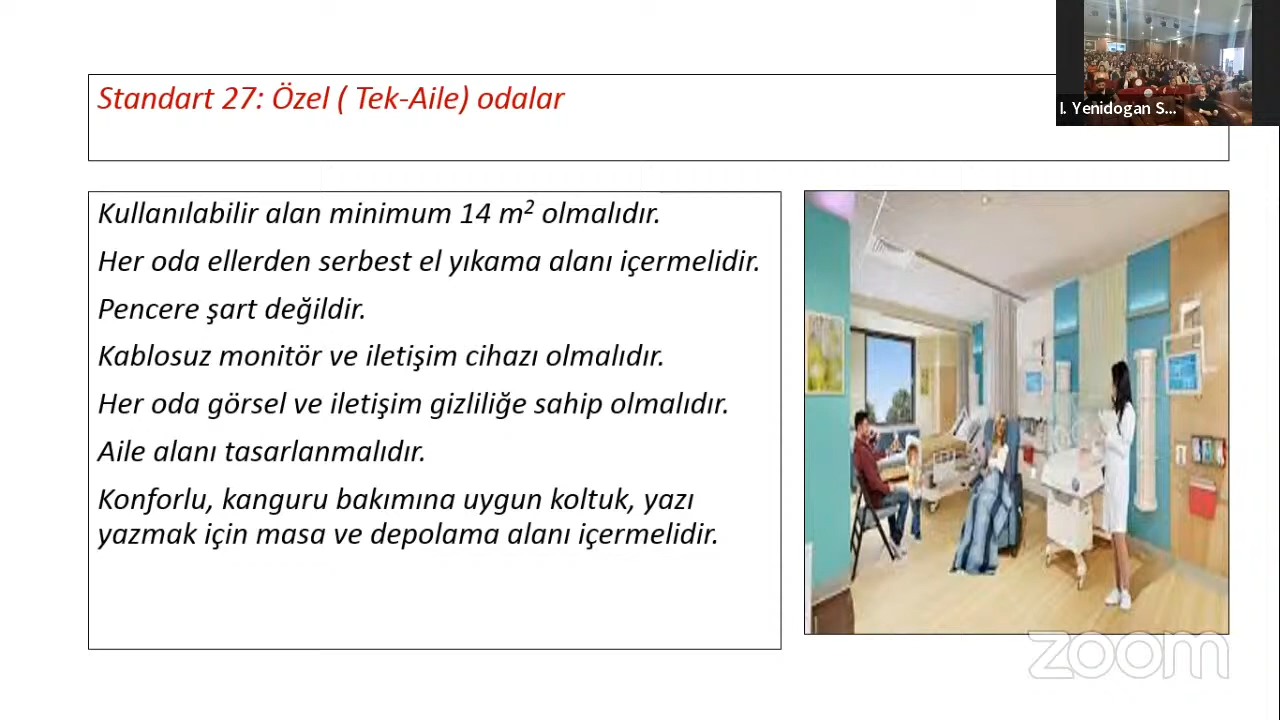 Standart 27: Özel ( Tek-Aile) odalar
I. Yenidogan S...
Kullanılabilir alan minimum 14 m² olmalıdır.
Her oda ellerden serbest el yıkama alanı içermelidir.
Pencere şart değildir.
Kablosuz monitör ve iletişim cihazı olmalıdır.
Her oda görsel ve iletişim gizliliğe sahip olmalıdır.
Aile alanı tasarlanmalıdır.
Konforlu, kanguru bakımına uygun koltuk, yazı
yazmak için masa ve depolama alanı içermelidir.
zoom